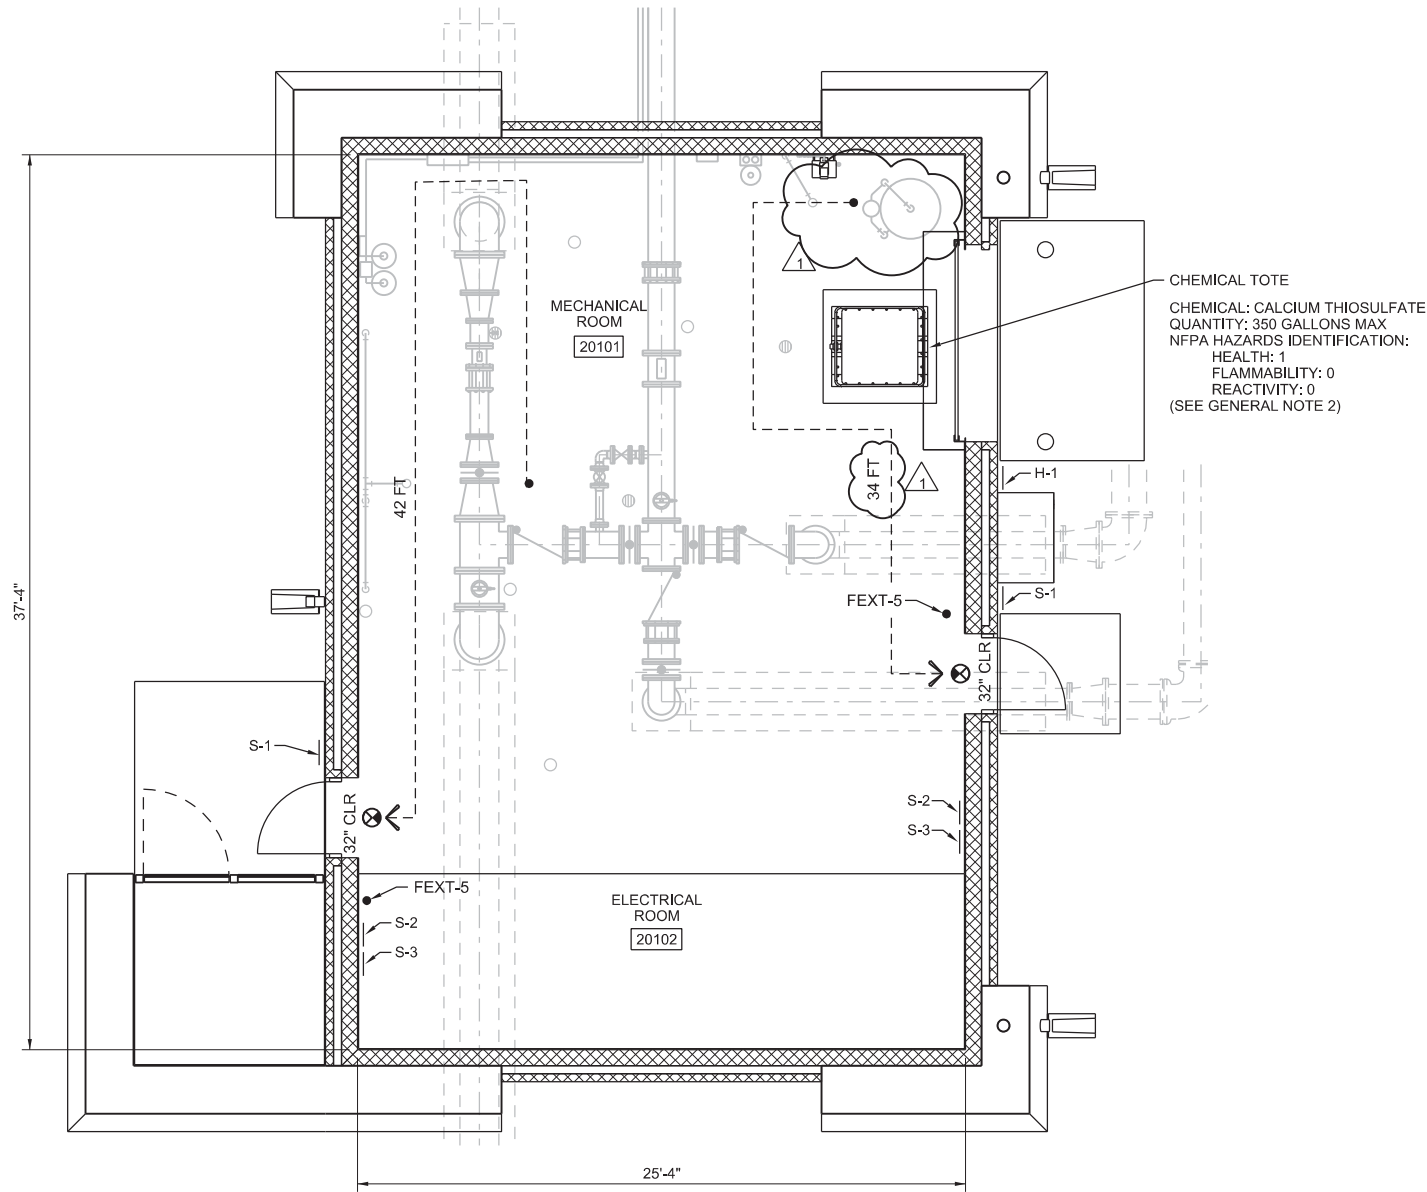 1
CHEMICAL TOTE
CHEMICAL: CALCIUM THIOSULFATE
QUANTITY: 350 GALLONS MAX
NFPA HAZARDS IDENTIFICATION:
HEALTH: 1
FLAMMABILITY: 0
REACTIVITY: 0
(SEE GENERAL NOTE 2)
MECHANICAL
ROOM
20101
42 FT
34 FT
1
H-1
37'-4"
FEXT-5
S-1
32" CLR
S-1
32" CLR
S-2
S-3
FEXT-5
S-2
S-3
ELECTRICAL
ROOM
20102
25'-4"